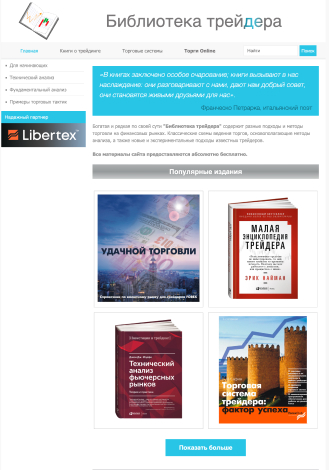 Библиотека трейдера
Главная
Книги о трейдинге
Торговые системы
Торги Online
Найти
Поиск
Для начинающих
Технический анализ
Фундаментальный анализ
Примеры торговых тактик
Надежный партнер
Libertex
«В книгах заключено особое очарование; книги вызывают в нас
наслаждение: они разговаривают с нами, дают нам добрый совет,
они становятся живыми друзьями для нас».
Франческо Петрарка, итальянский поэт
Богатая и редкая по своей сути "Библиотека трейдера" содержит разные подходы и методы
торговли на финансовых рынках. Классические схемы ведения торгов, основополагающие методы
анализа, а также новые и экспериментальные подходы известных трейдеров.
Все материалы сайта предоставляются абсолютно бесплатно.
Популярные издания
УДАЧНОЙ ТОРГОВЛИ
Справочник по валютному рынку для трейдеров FOREX
МАЛАЯ
ЭНЦИКЛОПЕДИЯ
ТРЕЙДЕРА
ЭРИК НАЙМАН
Технический
анализ
фьючерсных
рынков
Торговая
система
трейдера:
фактор успеха
Показать больше